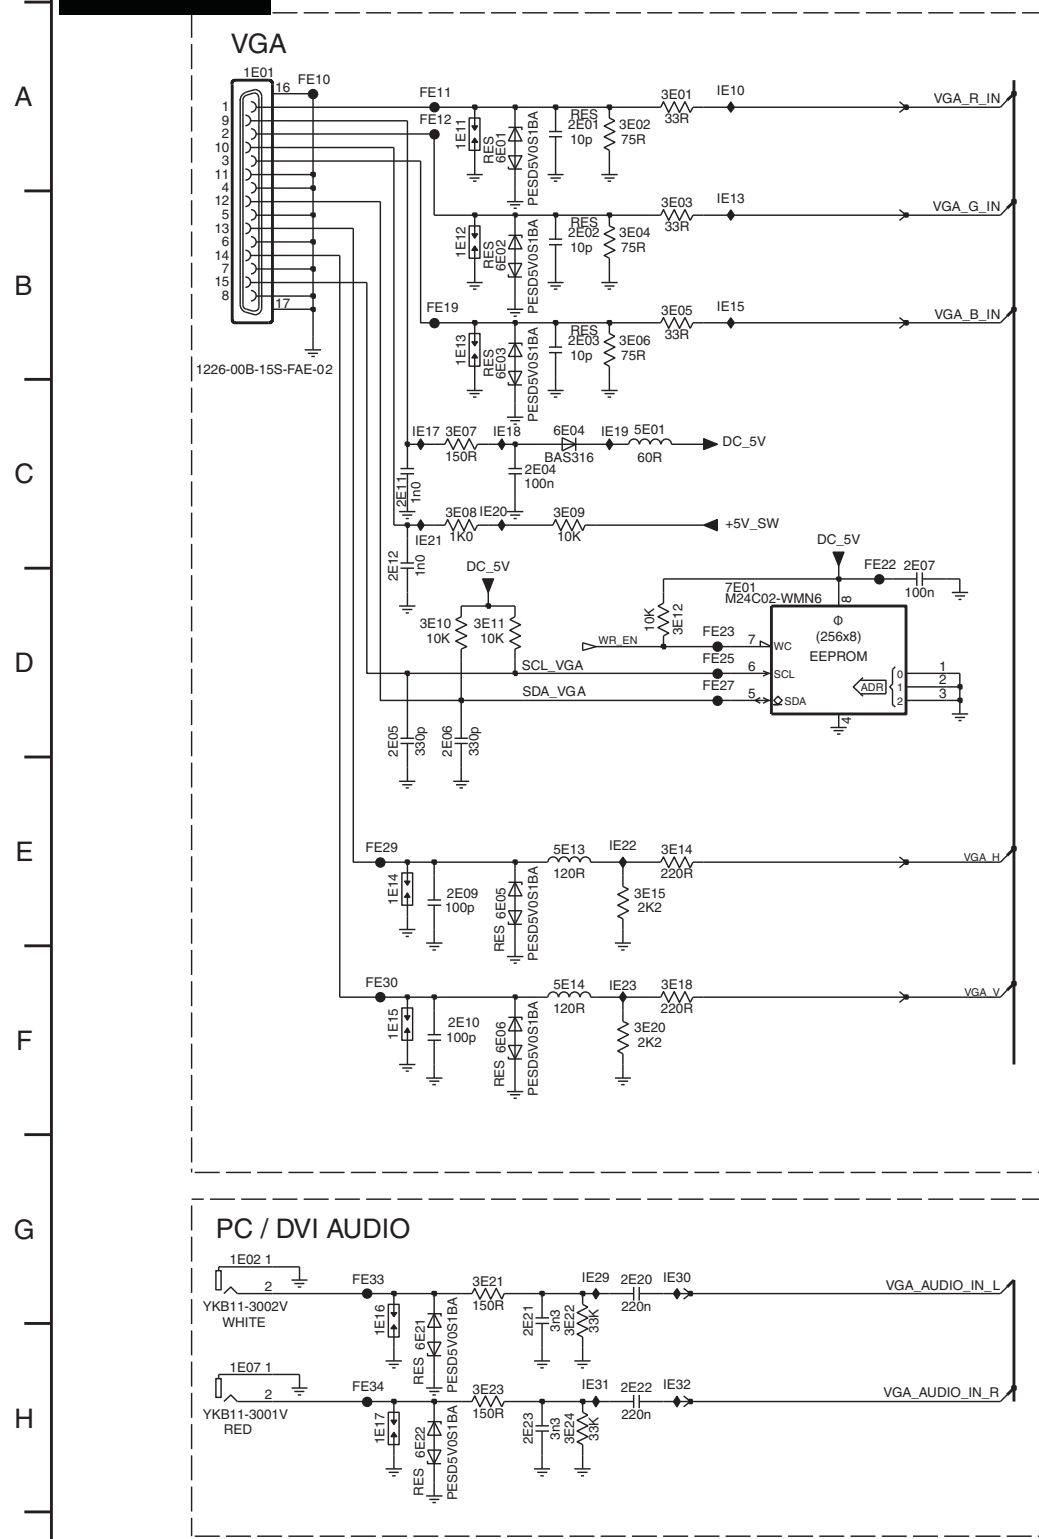 VGA
1E01
16
FE10
A
1
9
2
10
3
11
4
12
5
13
6
14
7
15
8
17
1226-00B-15S-FAE-02
FE11
FE12
1E11
RES
6E01
PESD5V0S1BA
RES
2E01
10p
3E02
75R
3E01
33R
IE10
VGA_R_IN
1E12
RES
6E02
PESD5V0S1BA
RES
2E02
10p
3E04
75R
3E03
33R
IE13
VGA_G_IN
B
FE19
1E13
RES
6E03
PESD5V0S1BA
RES
2E03
10p
3E06
75R
3E05
33R
IE15
VGA_B_IN
C
IE17
3E07
150R
IE18
6E04
BAS316
IE19
5E01
60R
DC_5V
2E11
1n0
2E04
100n
IE21
3E08
1K0
IE20
3E09
10K
+5V_SW
2E12
1n0
DC_5V
DC_5V
FE22
2E07
100n
7E01
M24C02-WMN6
8
Φ
(256x8)
EEPROM
D
3E10
10K
3E11
10K
10K
3E12
WR_EN
FE23
7
WC
SCL_VGA
FE25
6
SCL
SDA_VGA
FE27
5
SDA
ADR
0
1
2
1
2
3
4
2E05
330p
2E06
330p
E
FE29
1E14
2E09
100p
RES
6E05
PESD5V0S1BA
5E13
120R
IE22
3E14
220R
3E15
2K2
VGA_H
F
FE30
1E15
2E10
100p
RES
6E06
PESD5V0S1BA
5E14
120R
IE23
3E18
220R
3E20
2K2
VGA_V
G
PC / DVI AUDIO
1E02 1
2
YKB11-3002V
WHITE
FE33
1E16
RES
6E21
PESD5V0S1BA
3E21
150R
2E21
3n3
3E22
33K
IE29
2E20
220n
IE30
VGA_AUDIO_IN_L
H
1E07 1
2
YKB11-3001V
RED
FE34
1E17
RES
6E22
PESD5V0S1BA
3E23
150R
2E23
3n3
3E24
33K
IE31
2E22
220n
IE32
VGA_AUDIO_IN_R